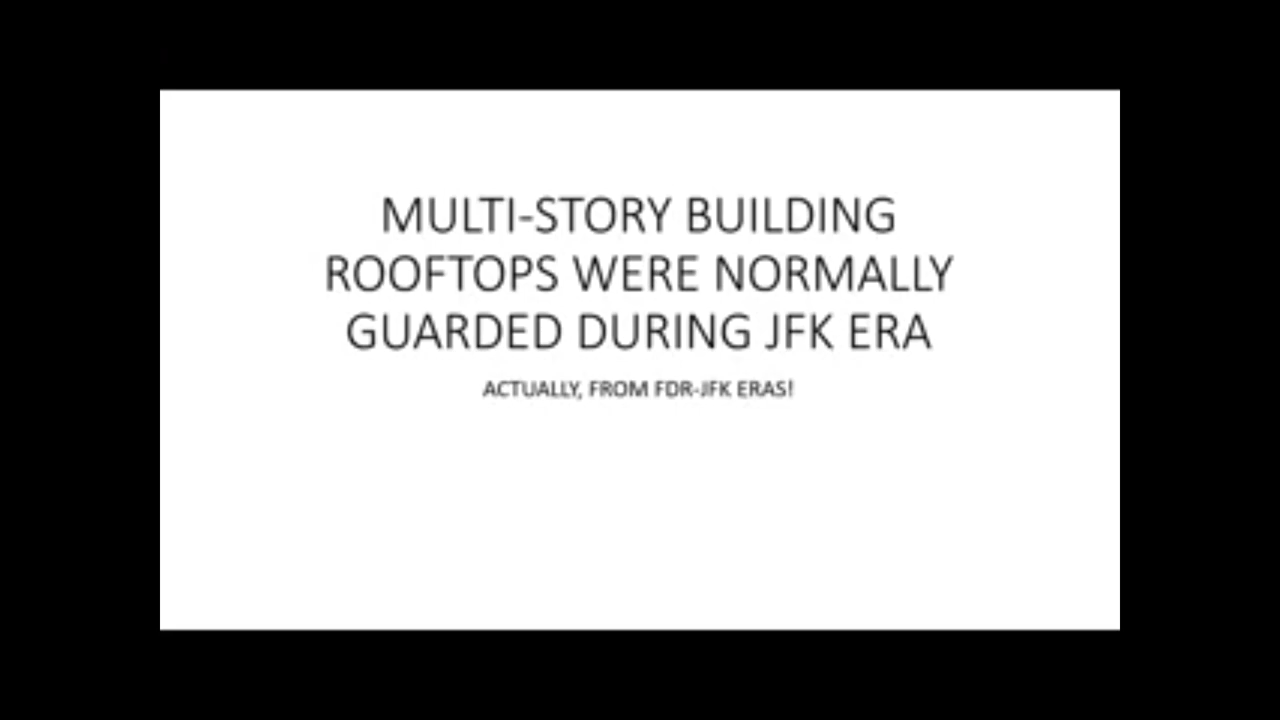 MULTI-STORY BUILDING
ROOFTOPS WERE NORMALLY
GUARDED DURING JFK ERA
ACTUALLY, FROM FDR-JFK ERAS!